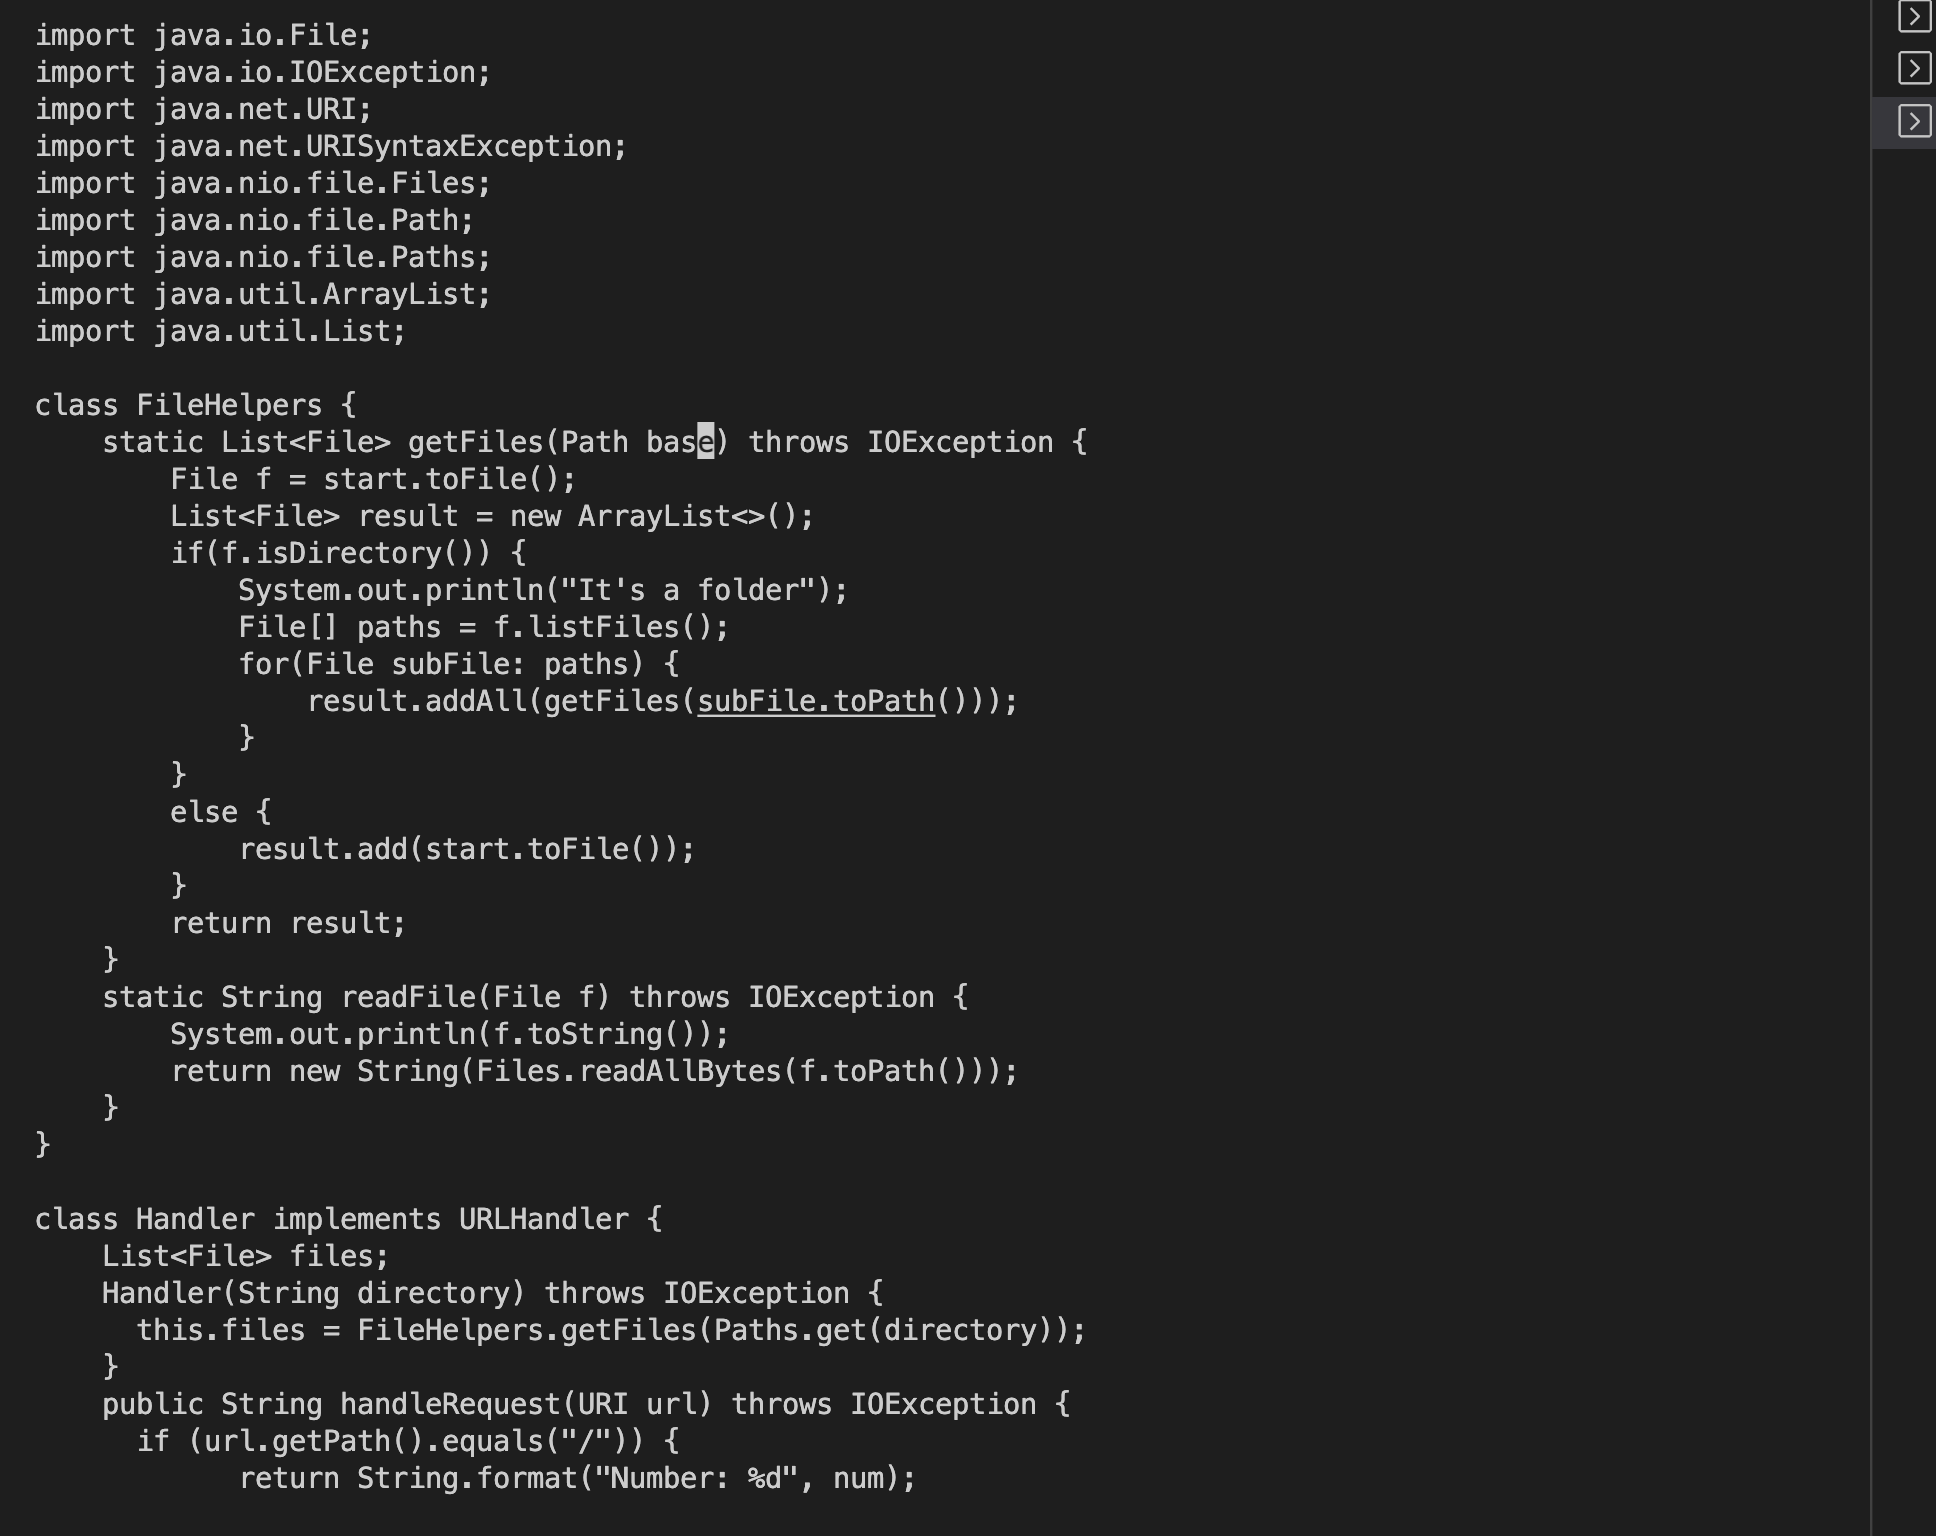 import java.io.File;
import java.io.IOException;
import java.net.URI;
import java.net.URISyntaxException;
import java.nio.file.Files;
import java.nio.file.Path;
import java.nio.file.Paths;
import java.util.ArrayList;
import java.util.List;

class FileHelpers {
    static List<File> getFiles(Path base) throws IOException {
        File f = start.toFile();
        List<File> result = new ArrayList<>();
        if(f.isDirectory()) {
            System.out.println("It's a folder");
            File[] paths = f.listFiles();
            for(File subFile: paths) {
                result.addAll(getFiles(subFile.toPath()));
            }
        }
        else {
            result.add(start.toFile());
        }
        return result;
    }
    static String readFile(File f) throws IOException {
        System.out.println(f.toString());
        return new String(Files.readAllBytes(f.toPath()));
    }
}

class Handler implements URLHandler {
    List<File> files;
    Handler(String directory) throws IOException {
      this.files = FileHelpers.getFiles(Paths.get(directory));
    }
    public String handleRequest(URI url) throws IOException {
      if (url.getPath().equals("/")) {
            return String.format("Number: %d", num);